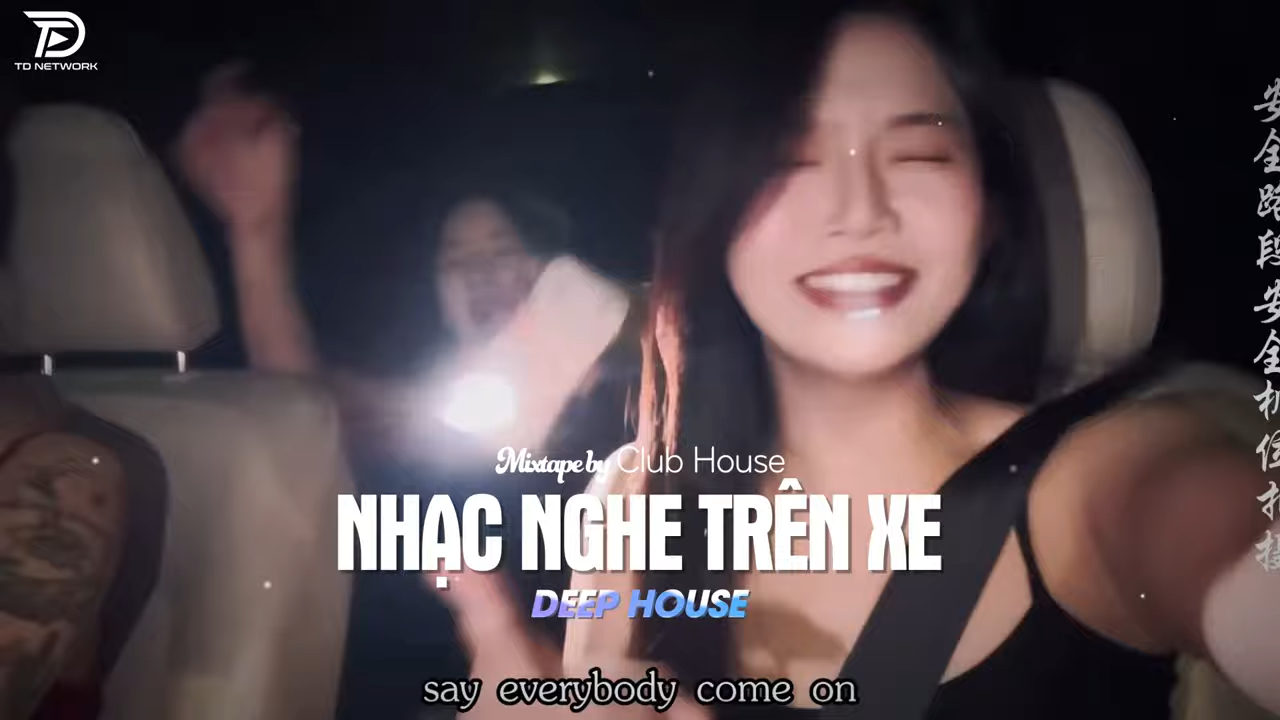 TD NETWORK
安全路段安全机位拍摄
Mixtape by Club House
NHẠC NGHE TRÊN XE
DEEP HOUSE
say everybody come on